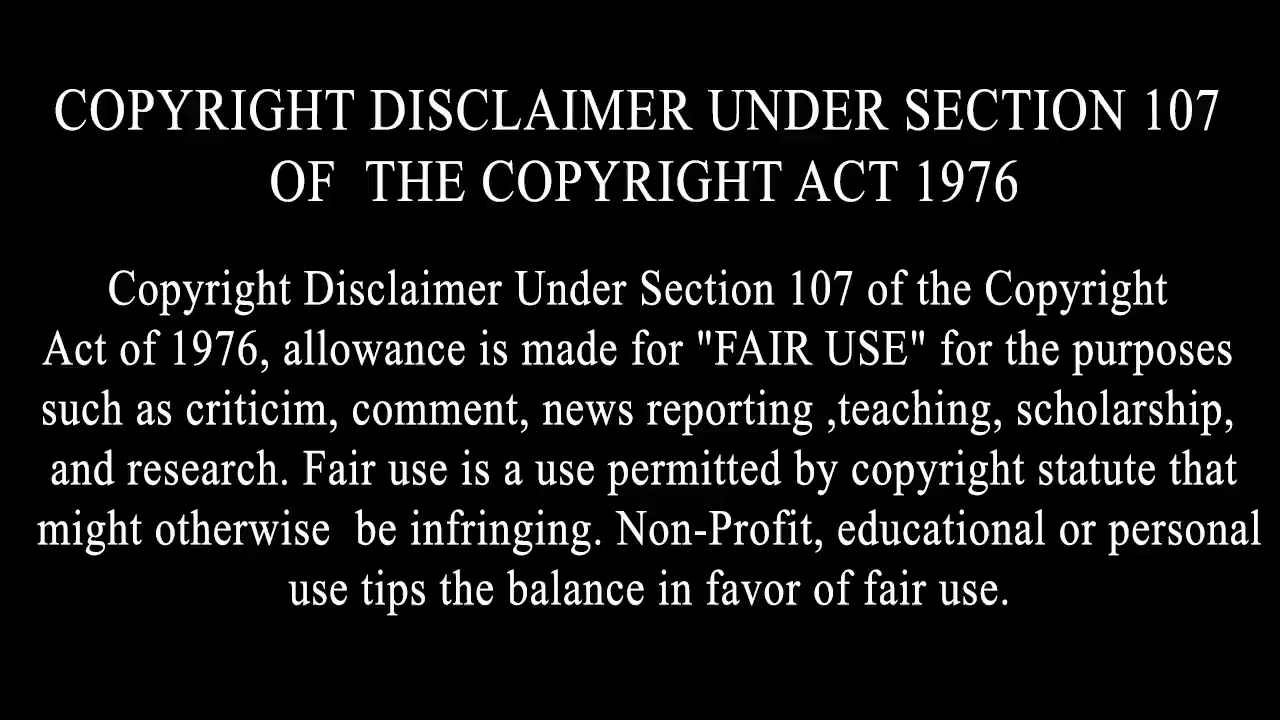 COPYRIGHT DISCLAIMER UNDER SECTION 107
OF  THE COPYRIGHT ACT 1976
Copyright Disclaimer Under Section 107 of the Copyright
Act of 1976, allowance is made for "FAIR USE" for the purposes
such as criticim, comment, news reporting ,teaching, scholarship,
and research. Fair use is a use permitted by copyright statute that
might otherwise  be infringing. Non-Profit, educational or personal
use tips the balance in favor of fair use.